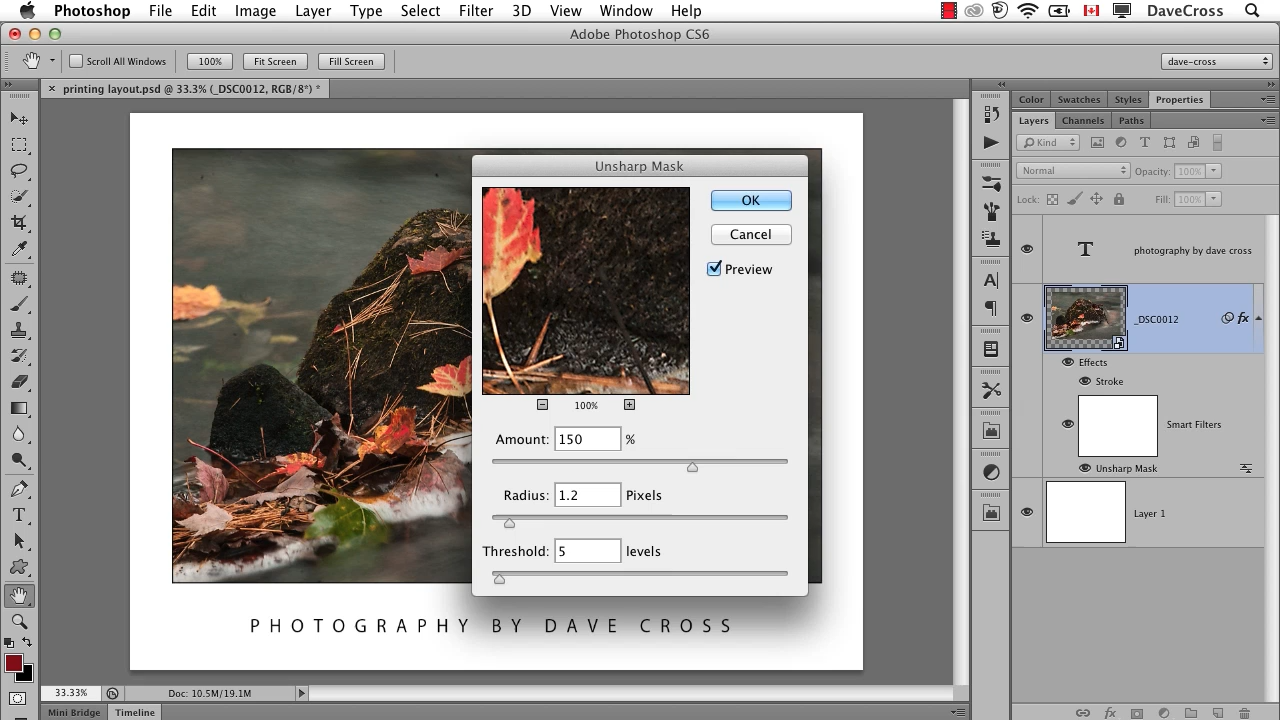 Photoshop File Edit Image Layer Type Select Filter 3D View Window Help DaveCross
Adobe Photoshop CS6
Scroll All Windows 100% Fit Screen Fill Screen dave-cross
× printing layout.psd @ 33.3% (_DSC0012, RGB/8*) *
Color Swatches Styles Properties
Layers Channels Paths
Kind
Normal Opacity: 100%
Lock: Fill: 100%
photography by dave cross
_DSC0012 fx
Effects
Stroke
Smart Filters
Unsharp Mask
Layer 1
Unsharp Mask
OK
Cancel
Preview
100%
Amount: 150 %
Radius: 1.2 Pixels
Threshold: 5 levels
PHOTOGRAPHY BY DAVE CROSS
33.33% Doc: 10.5M/19.1M
Mini Bridge Timeline
fx